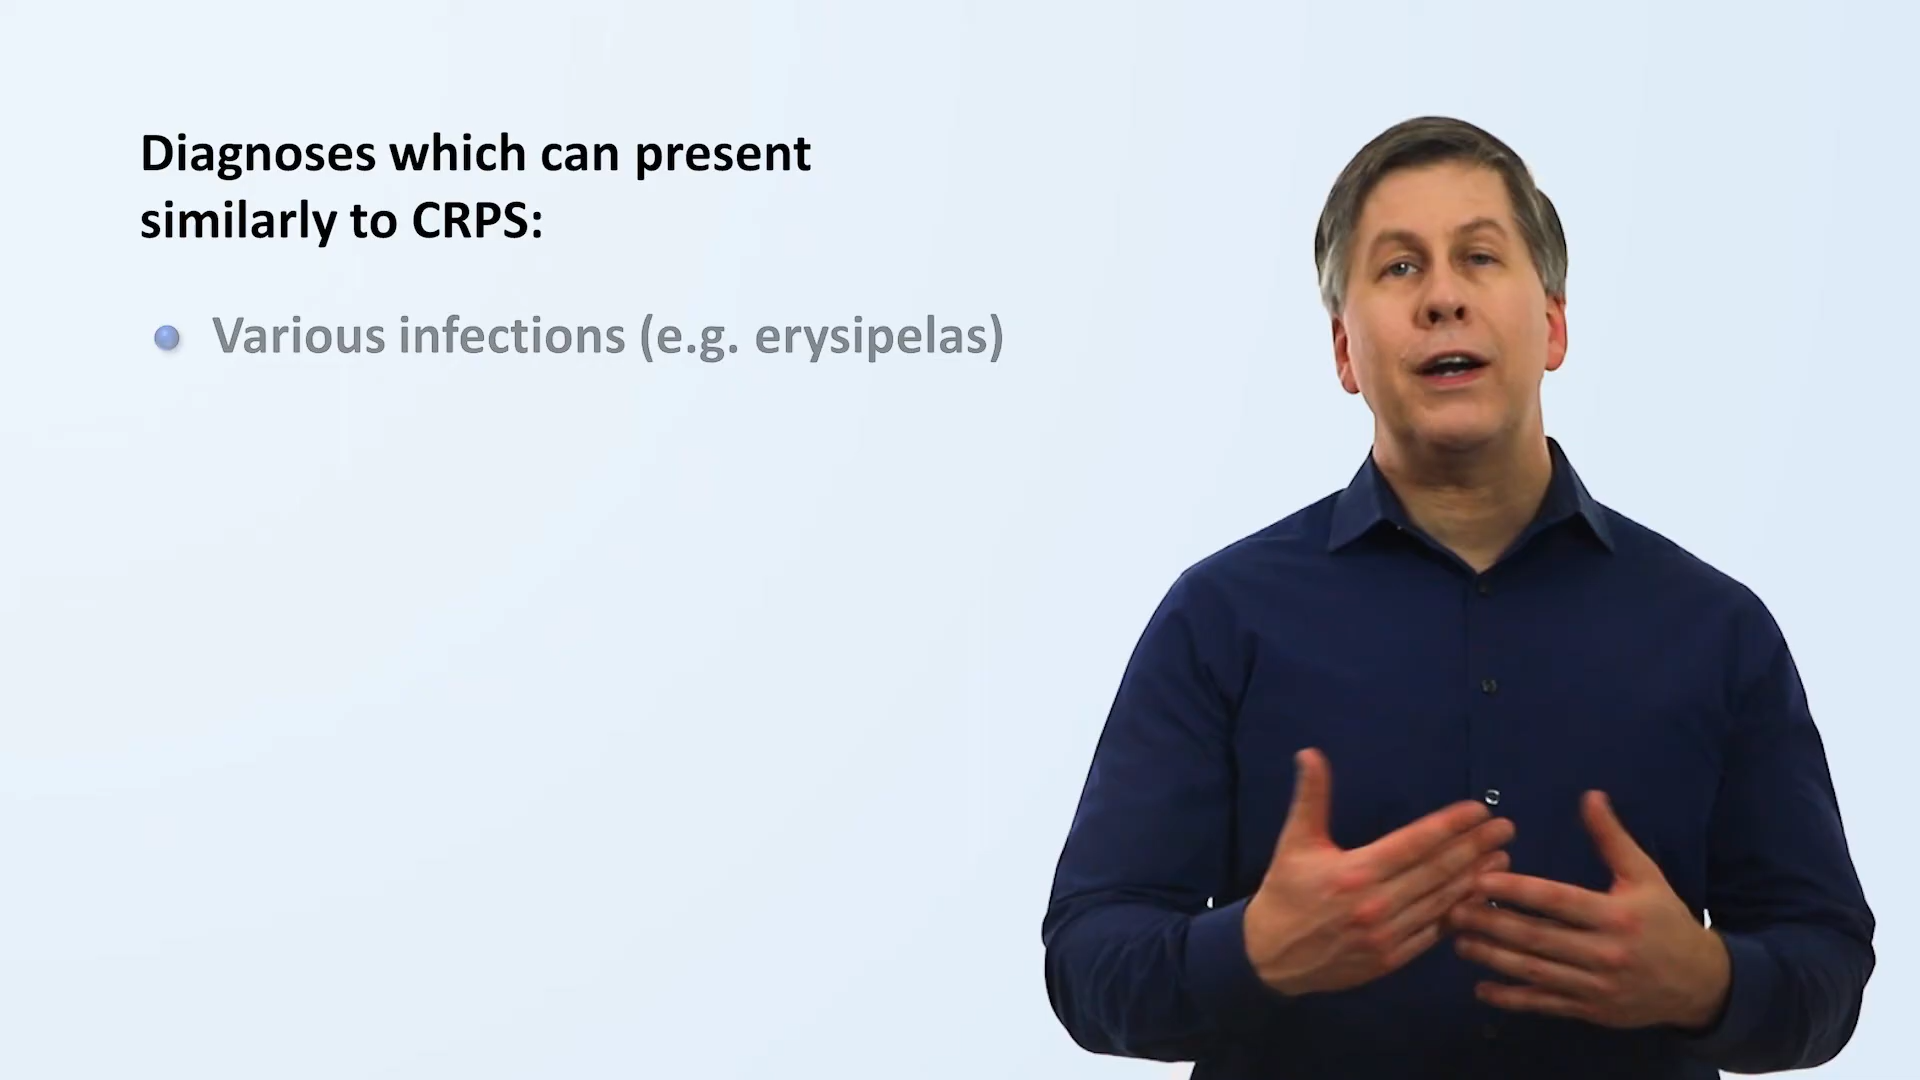 Diagnoses which can present
similarly to CRPS:
Various infections (e.g. erysipelas)